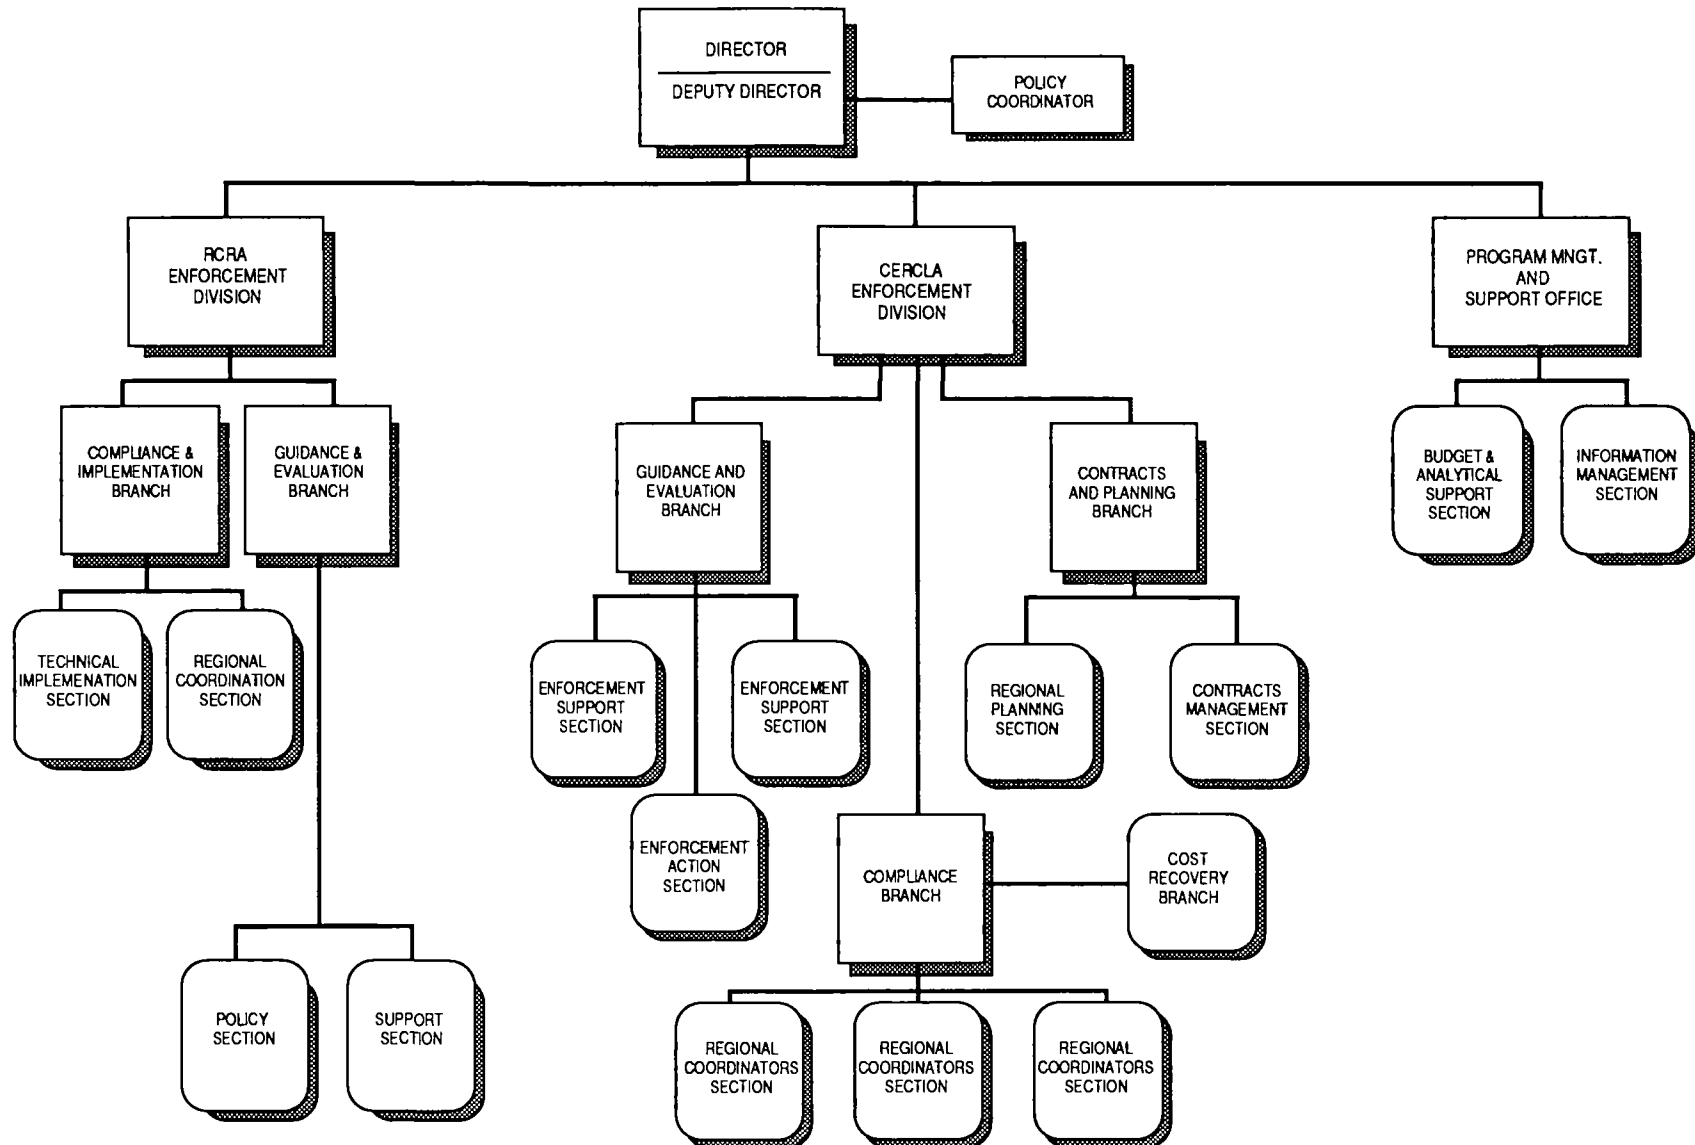 DIRECTOR
DEPUTY DIRECTOR
POLICY
COORDINATOR
RCRA
ENFORCEMENT
DIVISION
CERCLA
ENFORCEMENT
DIVISION
PROGRAM MNGT.
AND
SUPPORT OFFICE
COMPLIANCE &
IMPLEMENTATION
BRANCH
GUIDANCE &
EVALUATION
BRANCH
GUIDANCE AND
EVALUATION
BRANCH
CONTRACTS
AND PLANNING
BRANCH
BUDGET &
ANALYTICAL
SUPPORT
SECTION
INFORMATION
MANAGEMENT
SECTION
TECHNICAL
IMPLEMENATION
SECTION
REGIONAL
COORDINATION
SECTION
ENFORCEMENT
SUPPORT
SECTION
ENFORCEMENT
SUPPORT
SECTION
REGIONAL
PLANNING
SECTION
CONTRACTS
MANAGEMENT
SECTION
ENFORCEMENT
ACTION
SECTION
COMPLIANCE
BRANCH
COST
RECOVERY
BRANCH
POLICY
SECTION
SUPPORT
SECTION
REGIONAL
COORDINATORS
SECTION
REGIONAL
COORDINATORS
SECTION
REGIONAL
COORDINATORS
SECTION